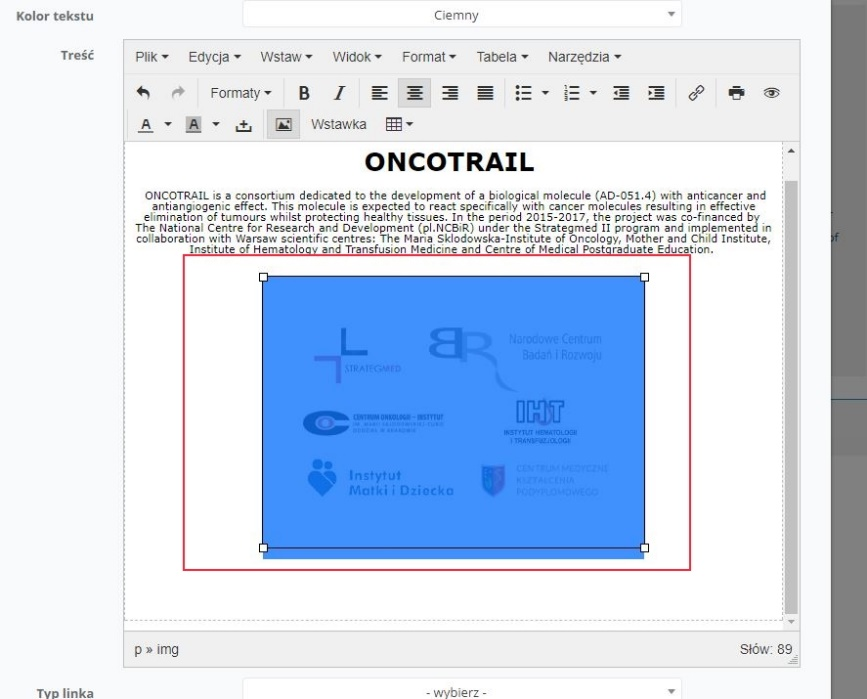 Kolor tekstu
Ciemny
Treść
Plik Edycja Wstaw Widok Format Tabela Narzędzia
Formaty B I
A A Wstawka
ONCOTRAIL
ONCOTRAIL is a consortium dedicated to the development of a biological molecule (AD-051.4) with anticancer and
antiangiogenic effect. This molecule is expected to react specifically with cancer molecules resulting in effective
elimination of tumours whilst protecting healthy tissues. In the period 2015-2017, the project was co-financed by
The National Centre for Research and Development (pl.NCBiR) under the Strategmed II program and implemented in
collaboration with Warsaw scientific centres: The Maria Sklodowska-Institute of Oncology, Mother and Child Institute,
Institute of Hematology and Transfusion Medicine and Centre of Medical Postgraduate Education.
STRATEGMED
BR
Narodowe Centrum
Badań i Rozwoju
CENTRUM ONKOLOGII – INSTYTUT
IHT
INSTYTUT HEMATOLOGII
I TRANSFUZJOLOGII
Instytut
Matki i Dziecka
CENTRUM MEDYCZNE
KSZTAŁCENIA
PODYPLOMOWEGO
of
p » img
Słów: 89
Typ linka
- wybierz -